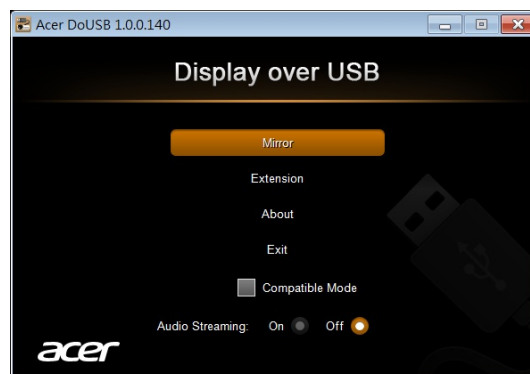 Acer DoUSB 1.0.0.140
Display over USB
Mirror
Extension
About
Exit
Compatible Mode
Audio Streaming: On Off
acer